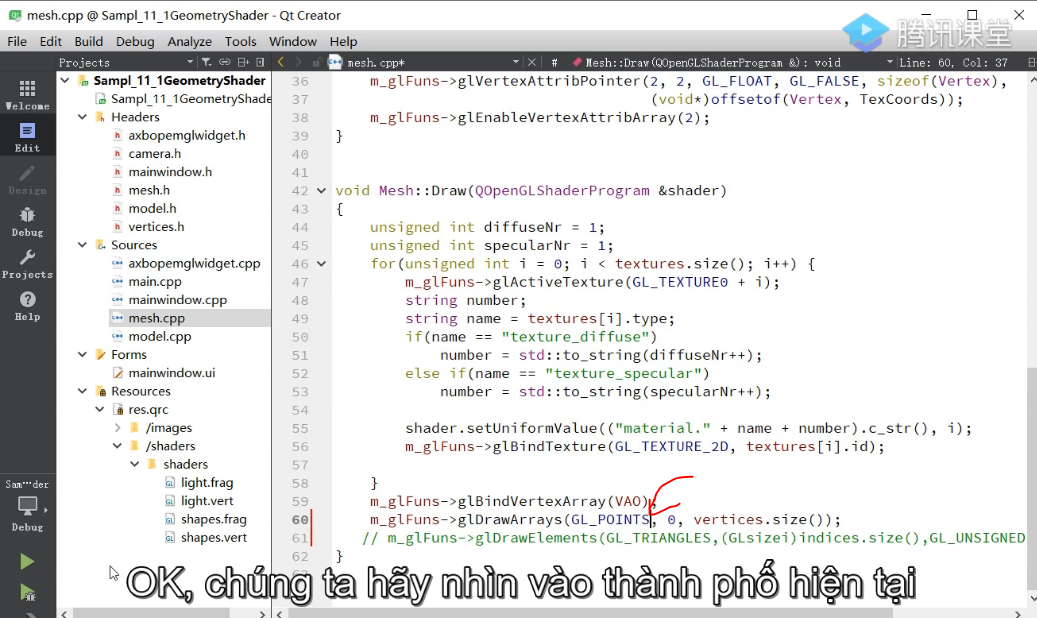 mesh.cpp @ Sampl_11_1GeometryShader - Qt Creator
腾讯课堂
File Edit Build Debug Analyze Tools Window Help
Projects
mesh.cpp*
# Mesh::Draw(QOpenGLShaderProgram &): void
Line: 60, Col: 37
Welcome
Edit
Design
Debug
Projects
Help
Sam…der
Debug
Sampl_11_1GeometryShader
Sampl_11_1GeometryShade
Headers
axbopemglwidget.h
camera.h
mainwindow.h
mesh.h
model.h
vertices.h
Sources
axbopemglwidget.cpp
main.cpp
mainwindow.cpp
mesh.cpp
model.cpp
Forms
mainwindow.ui
Resources
res.qrc
/images
/shaders
shaders
light.frag
light.vert
shapes.frag
shapes.vert
36 m_glFuns->glVertexAttribPointer(2, 2, GL_FLOAT, GL_FALSE, sizeof(Vertex),
37 (void*)offsetof(Vertex, TexCoords));
38 m_glFuns->glEnableVertexAttribArray(2);
39 }
40
41
42 void Mesh::Draw(QOpenGLShaderProgram &shader)
43 {
44 unsigned int diffuseNr = 1;
45 unsigned int specularNr = 1;
46 for(unsigned int i = 0; i < textures.size(); i++) {
47 m_glFuns->glActiveTexture(GL_TEXTURE0 + i);
48 string number;
49 string name = textures[i].type;
50 if(name == "texture_diffuse")
51 number = std::to_string(diffuseNr++);
52 else if(name == "texture_specular")
53 number = std::to_string(specularNr++);
54
55 shader.setUniformValue(("material." + name + number).c_str(), i);
56 m_glFuns->glBindTexture(GL_TEXTURE_2D, textures[i].id);
57
58 }
59 m_glFuns->glBindVertexArray(VAO);
60 m_glFuns->glDrawArrays(GL_POINTS, 0, vertices.size());
61 // m_glFuns->glDrawElements(GL_TRIANGLES,(GLsizei)indices.size(),GL_UNSIGNED
62 }
OK, chúng ta hãy nhìn vào thành phố hiện tại